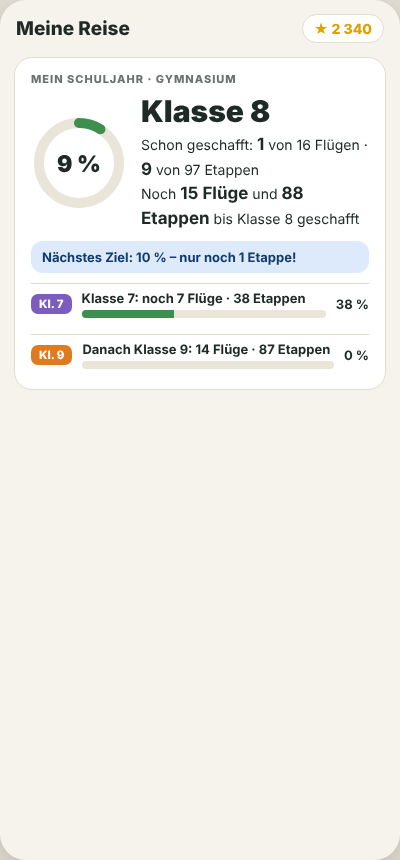 Meine Reise
★ 2 340
MEIN SCHULJAHR · GYMNASIUM
9 %
Klasse 8
Schon geschafft: 1 von 16 Flügen ·
9 von 97 Etappen
Noch 15 Flüge und 88
Etappen bis Klasse 8 geschafft
Nächstes Ziel: 10 % – nur noch 1 Etappe!
Kl. 7
Klasse 7: noch 7 Flüge · 38 Etappen
38 %
Kl. 9
Danach Klasse 9: 14 Flüge · 87 Etappen
0 %